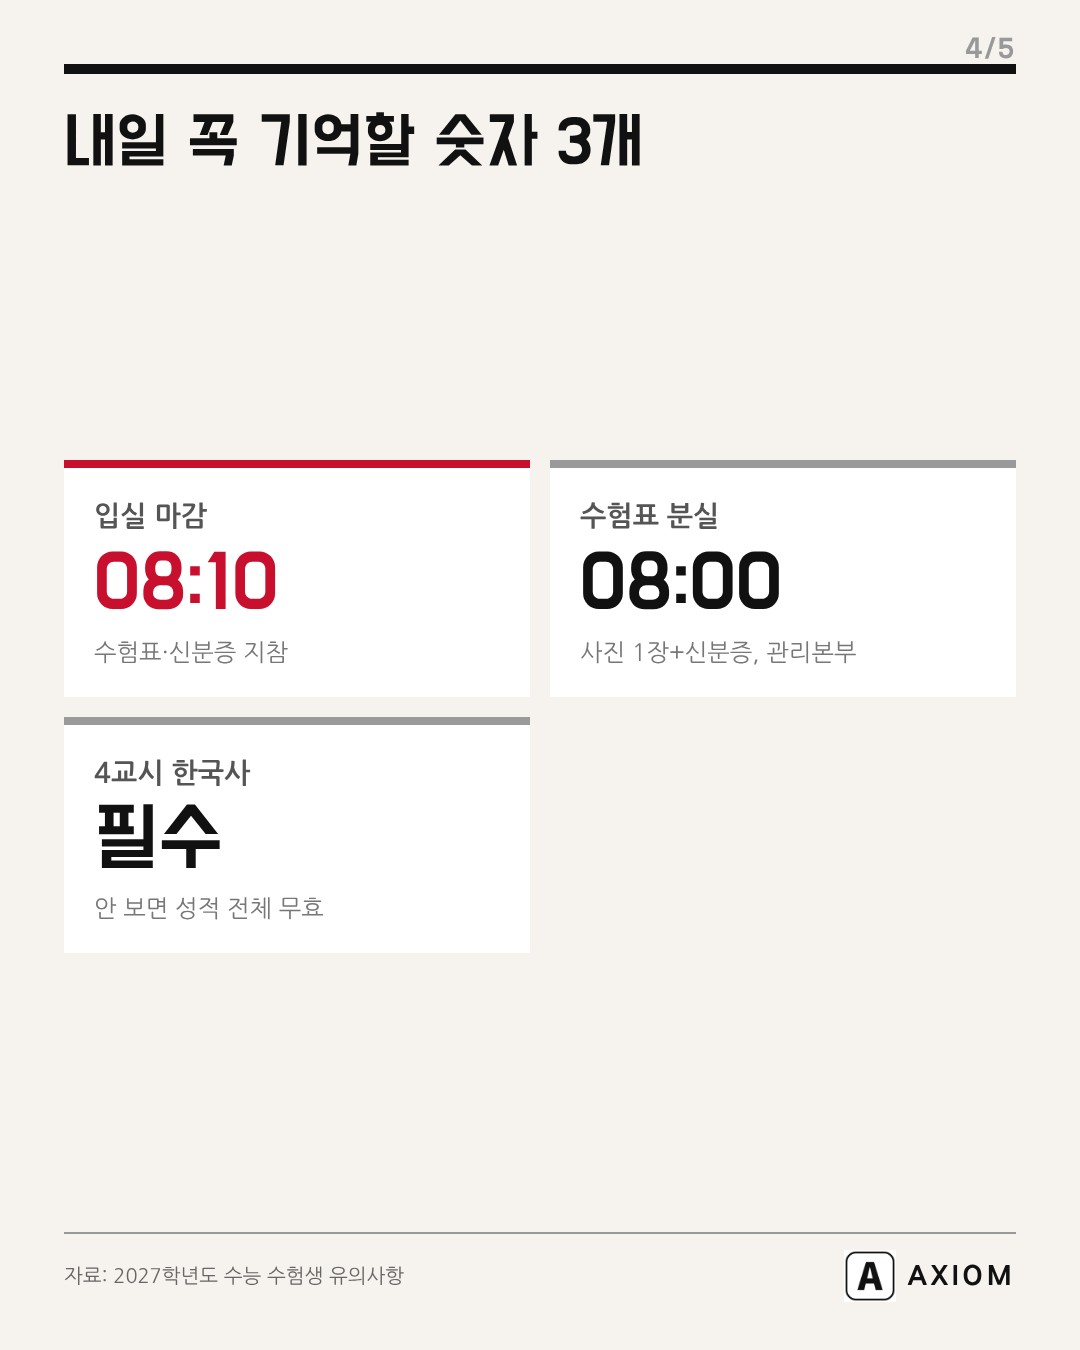 4/5
내일 꼭 기억할 숫자 3개
입실 마감
08:10
수험표·신분증 지참
수험표 분실
08:00
사진 1장+신분증, 관리본부
4교시 한국사
필수
안 보면 성적 전체 무효
자료: 2027학년도 수능 수험생 유의사항
A AXIOM